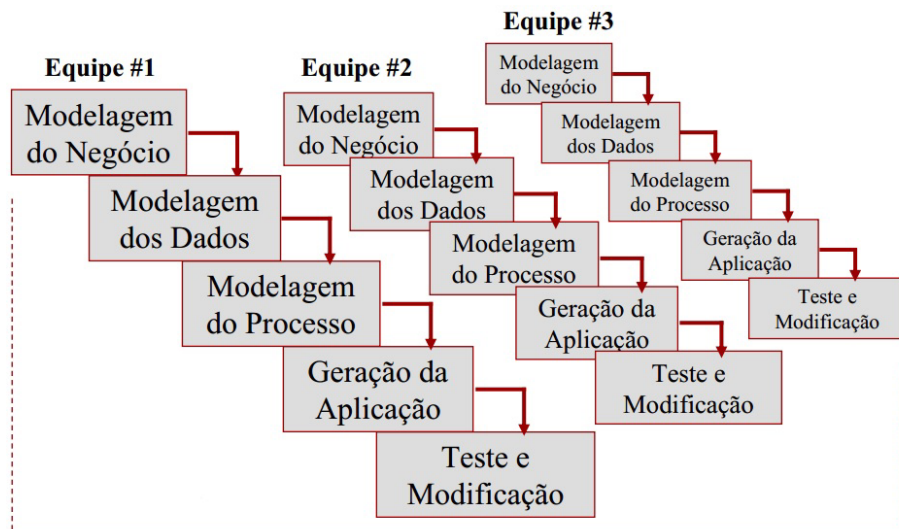 Equipe #1
Modelagem
do Negócio
Modelagem
dos Dados
Modelagem
do Processo
Geração da
Aplicação
Teste e
Modificação
Equipe #2
Modelagem
do Negócio
Modelagem
dos Dados
Modelagem
do Processo
Geração da
Aplicação
Teste e
Modificação
Equipe #3
Modelagem
do Negócio
Modelagem
dos Dados
Modelagem
do Processo
Geração da
Aplicação
Teste e
Modificação